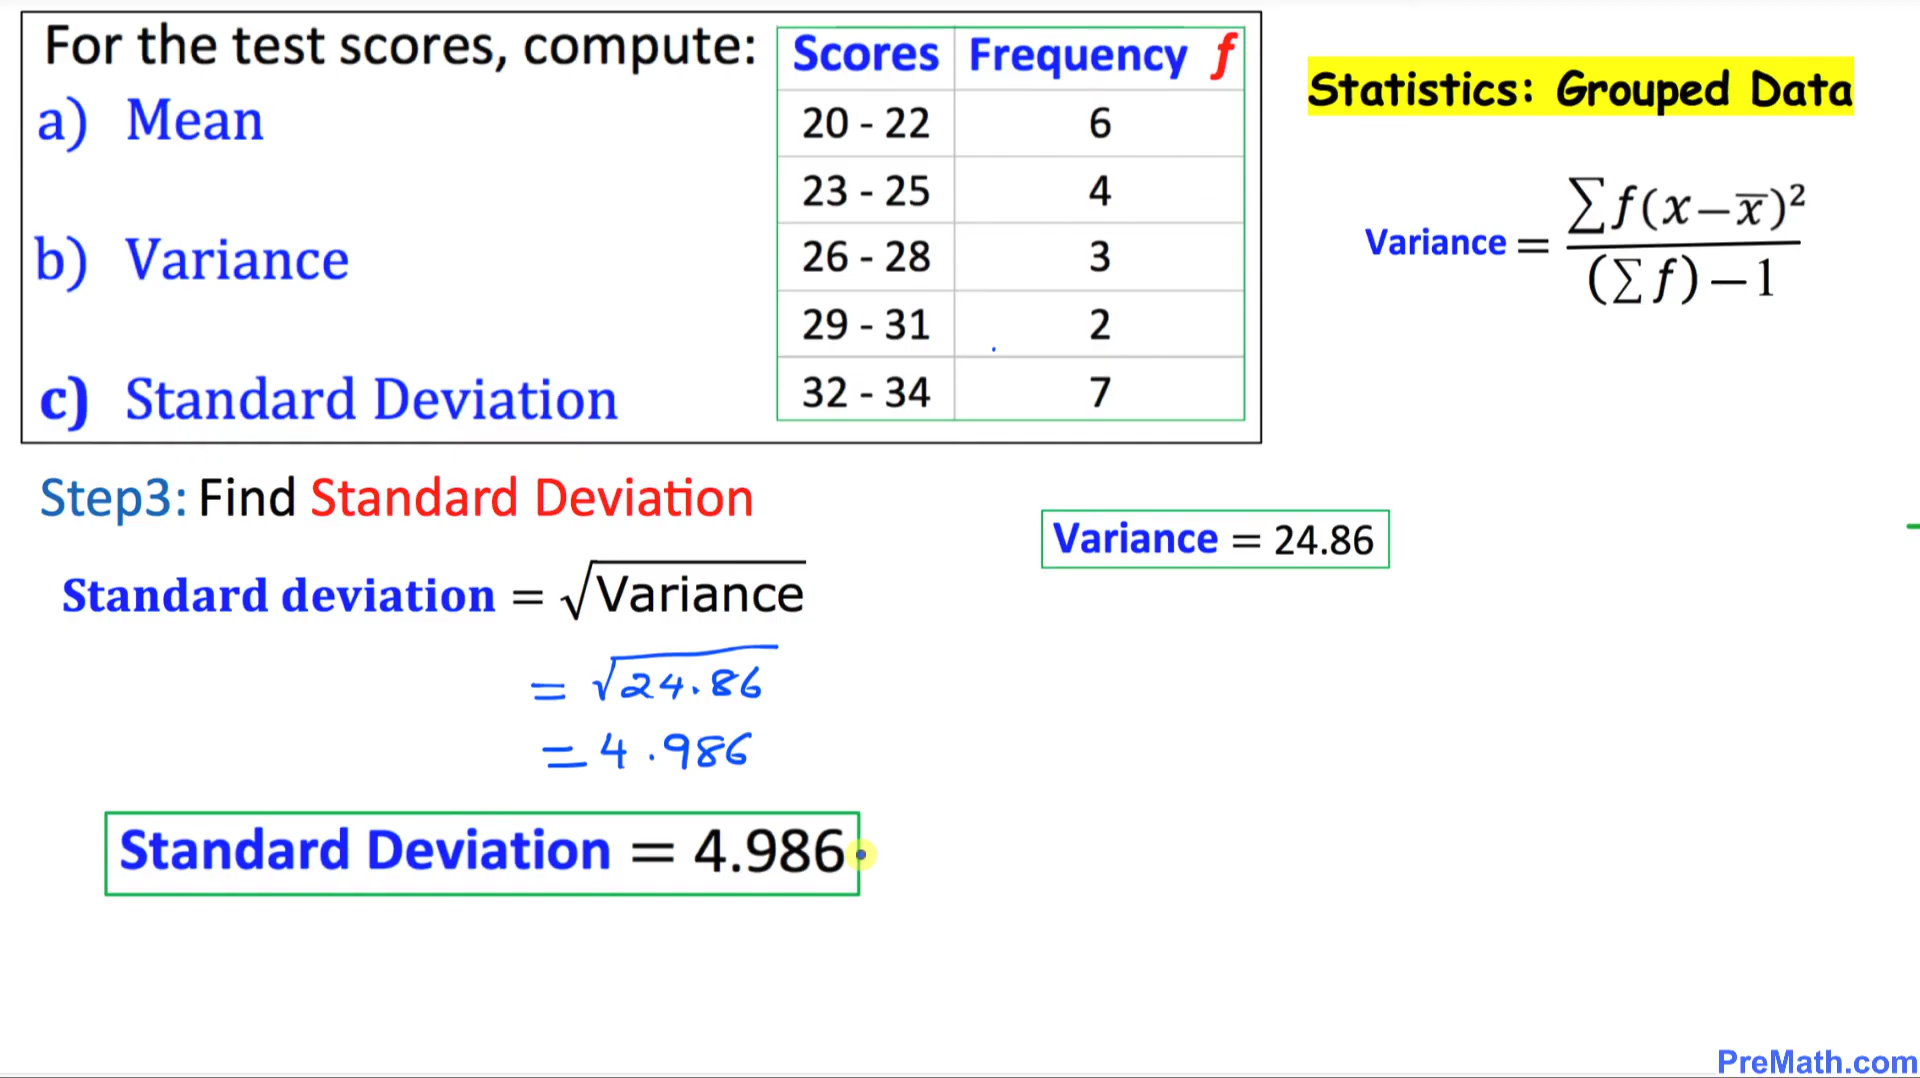 For the test scores, compute:
a) Mean
b) Variance
c) Standard Deviation
Scores Frequency f
20 - 22 6
23 - 25 4
26 - 28 3
29 - 31 2
32 - 34 7
Statistics: Grouped Data
Variance = ∑f(x−x̅)² / (∑f)−1
Step3: Find Standard Deviation
Standard deviation = √Variance
= √24.86
= 4.986
Standard Deviation = 4.986
Variance = 24.86
PreMath.com